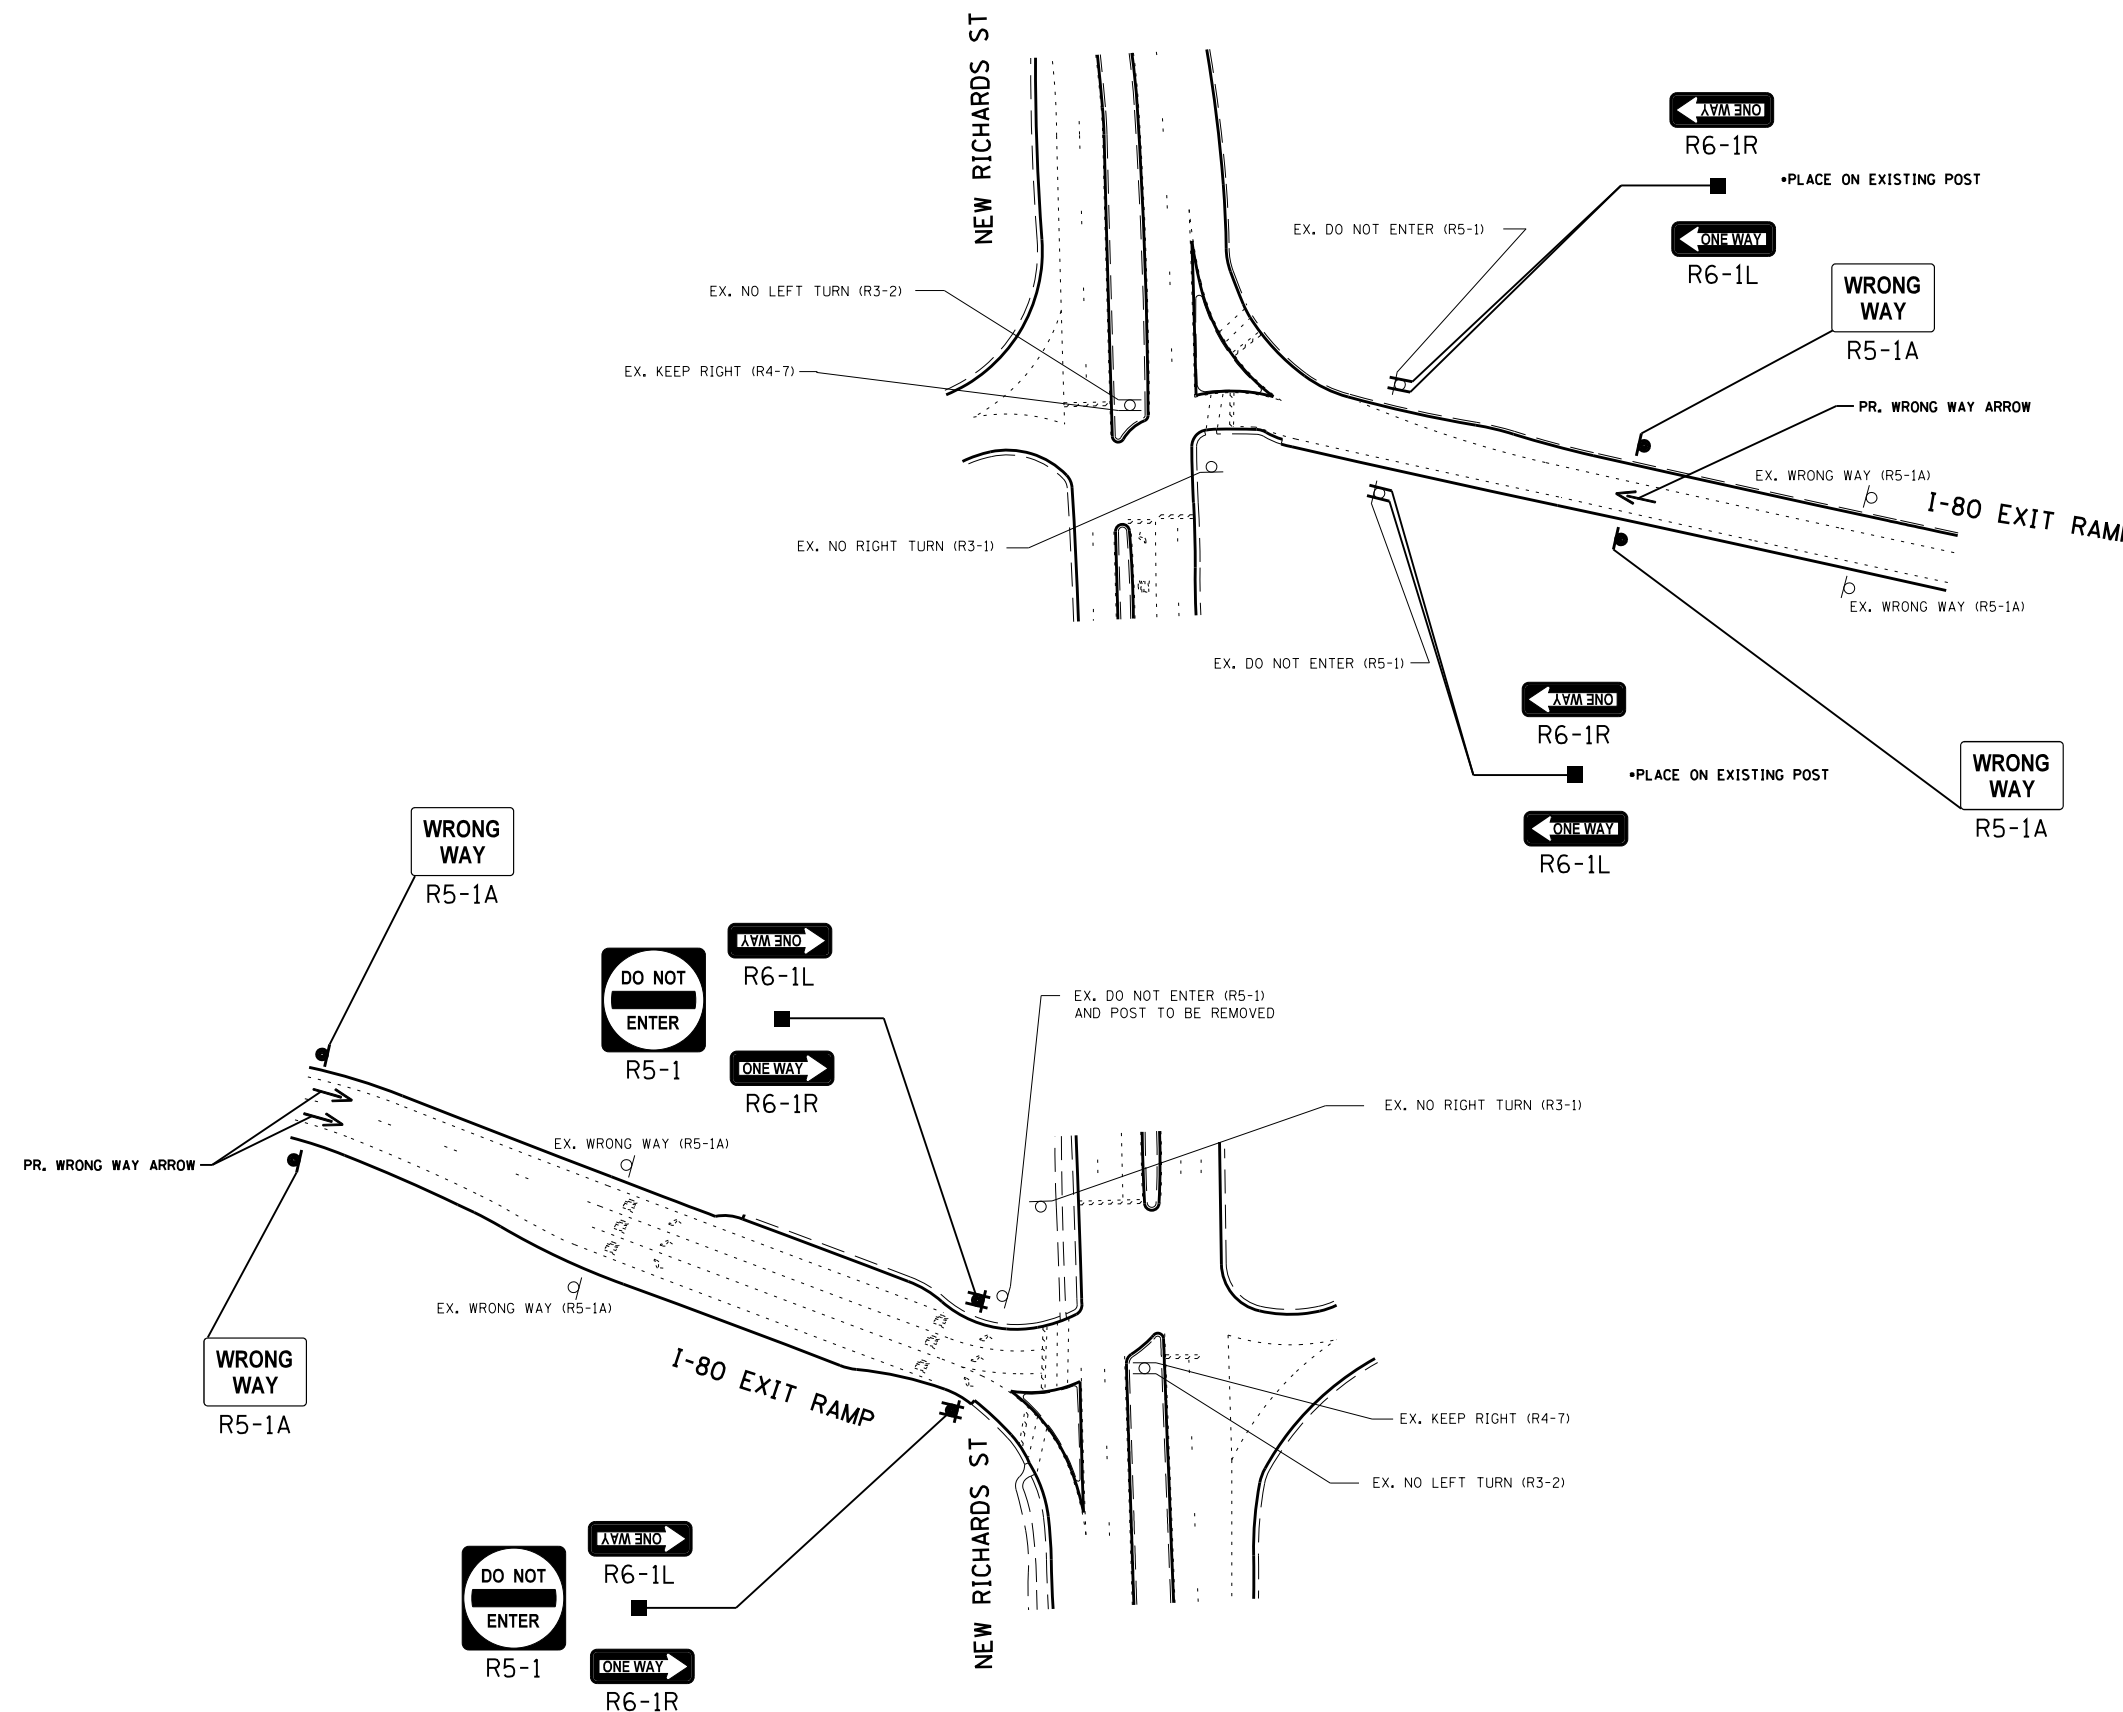 NEW RICHARDS ST
ONE WAY
R6-1R
•PLACE ON EXISTING POST
ONE WAY
R6-1L
EX. DO NOT ENTER (R5-1)
WRONG
WAY
R5-1A
EX. NO LEFT TURN (R3-2)
EX. KEEP RIGHT (R4-7)
PR. WRONG WAY ARROW
EX. WRONG WAY (R5-1A)
I-80 EXIT RAM
EX. NO RIGHT TURN (R3-1)
EX. WRONG WAY (R5-1A)
EX. DO NOT ENTER (R5-1)
ONE WAY
R6-1R
•PLACE ON EXISTING POST
ONE WAY
R6-1L
WRONG
WAY
R5-1A
WRONG
WAY
R5-1A
DO NOT
ENTER
R5-1
ONE WAY
R6-1L
ONE WAY
R6-1R
EX. DO NOT ENTER (R5-1)
AND POST TO BE REMOVED
EX. NO RIGHT TURN (R3-1)
PR. WRONG WAY ARROW
EX. WRONG WAY (R5-1A)
EX. WRONG WAY (R5-1A)
WRONG
WAY
R5-1A
I-80 EXIT RAMP
EX. KEEP RIGHT (R4-7)
EX. NO LEFT TURN (R3-2)
NEW RICHARDS ST
DO NOT
ENTER
R5-1
ONE WAY
R6-1L
ONE WAY
R6-1R